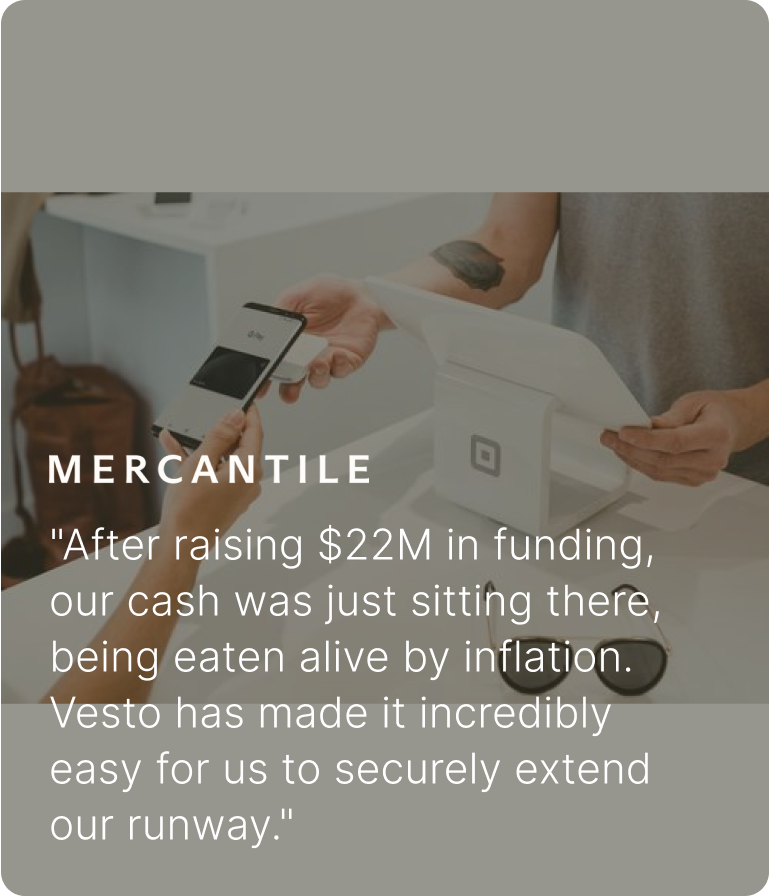 MERCANTILE
"After raising $22M in funding,
our cash was just sitting there,
being eaten alive by inflation.
Vesto has made it incredibly
easy for us to securely extend
our runway."